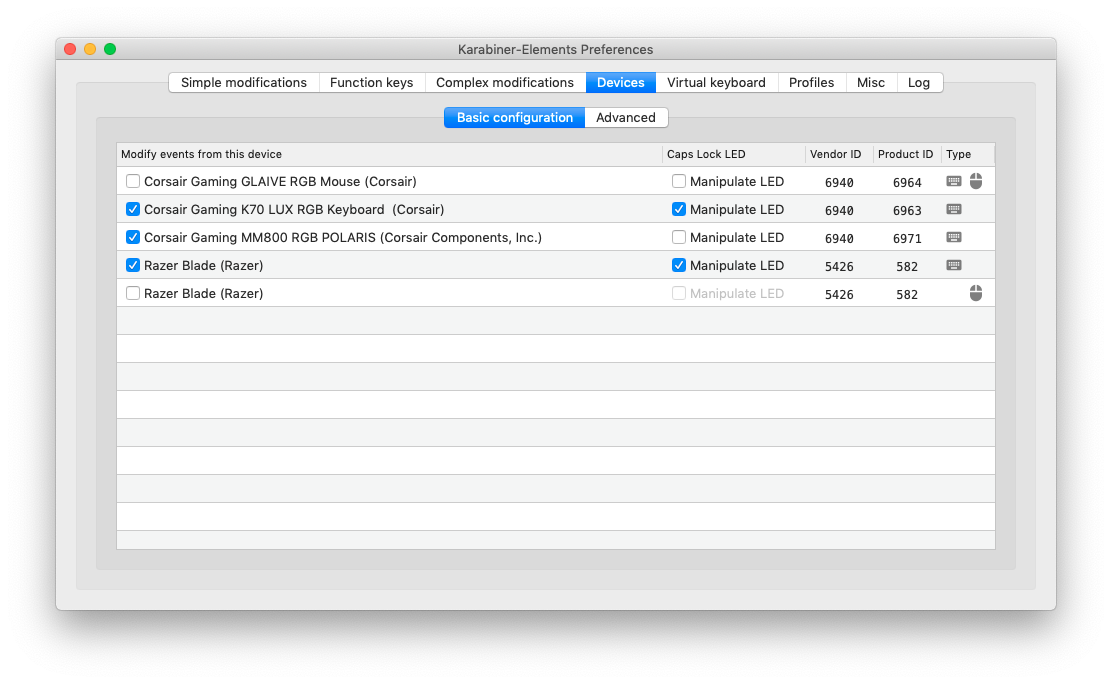 Karabiner-Elements Preferences
Simple modifications Function keys Complex modifications Devices Virtual keyboard Profiles Misc Log
Basic configuration Advanced
Modify events from this device Caps Lock LED Vendor ID Product ID Type
Corsair Gaming GLAIVE RGB Mouse (Corsair) Manipulate LED 6940 6964
Corsair Gaming K70 LUX RGB Keyboard  (Corsair) Manipulate LED 6940 6963
Corsair Gaming MM800 RGB POLARIS (Corsair Components, Inc.) Manipulate LED 6940 6971
Razer Blade (Razer) Manipulate LED 5426 582
Razer Blade (Razer) Manipulate LED 5426 582